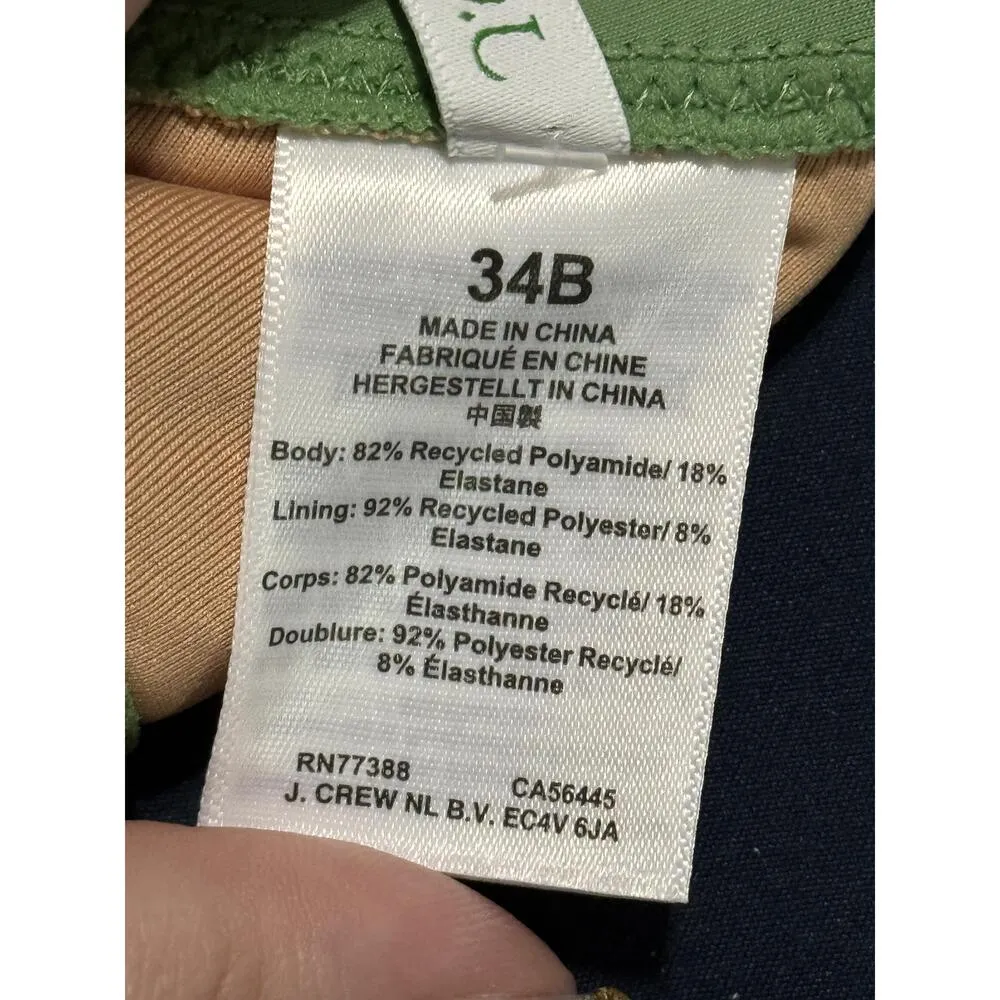 34B
MADE IN CHINA
FABRIQUÉ EN CHINE
HERGESTELLT IN CHINA
中国製
Body: 82% Recycled Polyamide/ 18%
Elastane
Lining: 92% Recycled Polyester/ 8%
Elastane
Corps: 82% Polyamide Recyclé/ 18%
Élasthanne
Doublure: 92% Polyester Recyclé/
8% Élasthanne
RN77388 CA56445
J. CREW NL B.V. EC4V 6JA